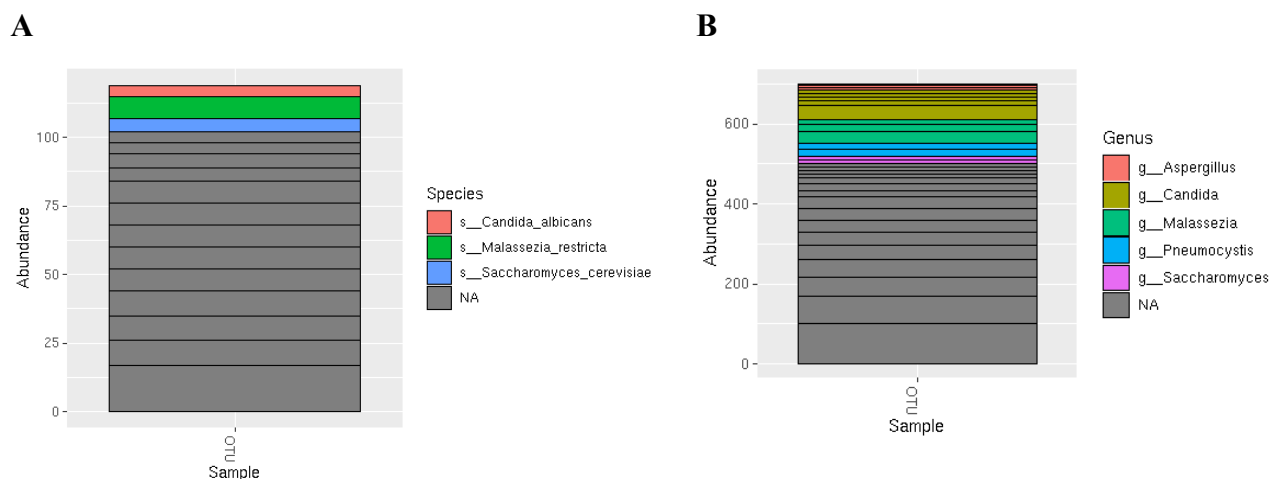 A
Abundance
100
75
50
25
0
OTU
Sample
Species
s__Candida_albicans
s__Malassezia_restricta
s__Saccharomyces_cerevisiae
NA
B
Abundance
600
400
200
0
OTU
Sample
Genus
g__Aspergillus
g__Candida
g__Malassezia
g__Pneumocystis
g__Saccharomyces
NA